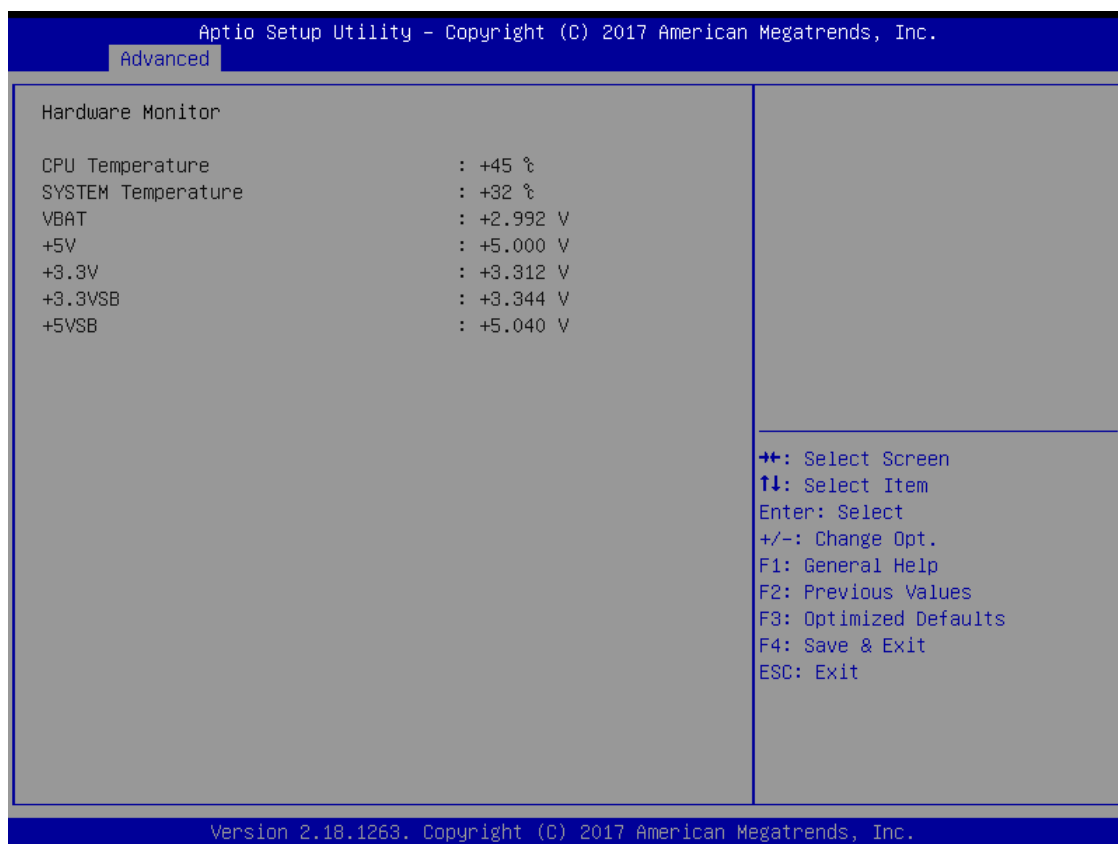 Aptio Setup Utility – Copyright (C) 2017 American Megatrends, Inc.
Advanced
Hardware Monitor
CPU Temperature : +45 ℃
SYSTEM Temperature : +32 ℃
VBAT : +2.992 V
+5V : +5.000 V
+3.3V : +3.312 V
+3.3VSB : +3.344 V
+5VSB : +5.040 V
→←: Select Screen
↑↓: Select Item
Enter: Select
+/-: Change Opt.
F1: General Help
F2: Previous Values
F3: Optimized Defaults
F4: Save & Exit
ESC: Exit
Version 2.18.1263. Copyright (C) 2017 American Megatrends, Inc.